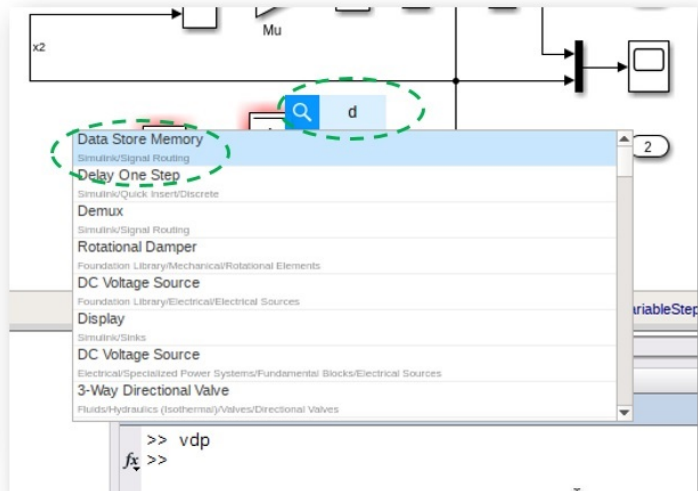 Mu
x2
d
Data Store Memory
Simulink/Signal Routing
2
Delay One Step
Simulink/Quick Insert/Discrete
Demux
Simulink/Signal Routing
Rotational Damper
Foundation Library/Mechanical/Rotational Elements
DC Voltage Source
Foundation Library/Electrical/Electrical Sources
Display
riableStep
Simulink/Sinks
DC Voltage Source
Electrical/Specialized Power Systems/Fundamental Blocks/Electrical Sources
3-Way Directional Valve
Fluids/Hydraulics (Isothermal)/Valves/Directional Valves
>> vdp
fx >>